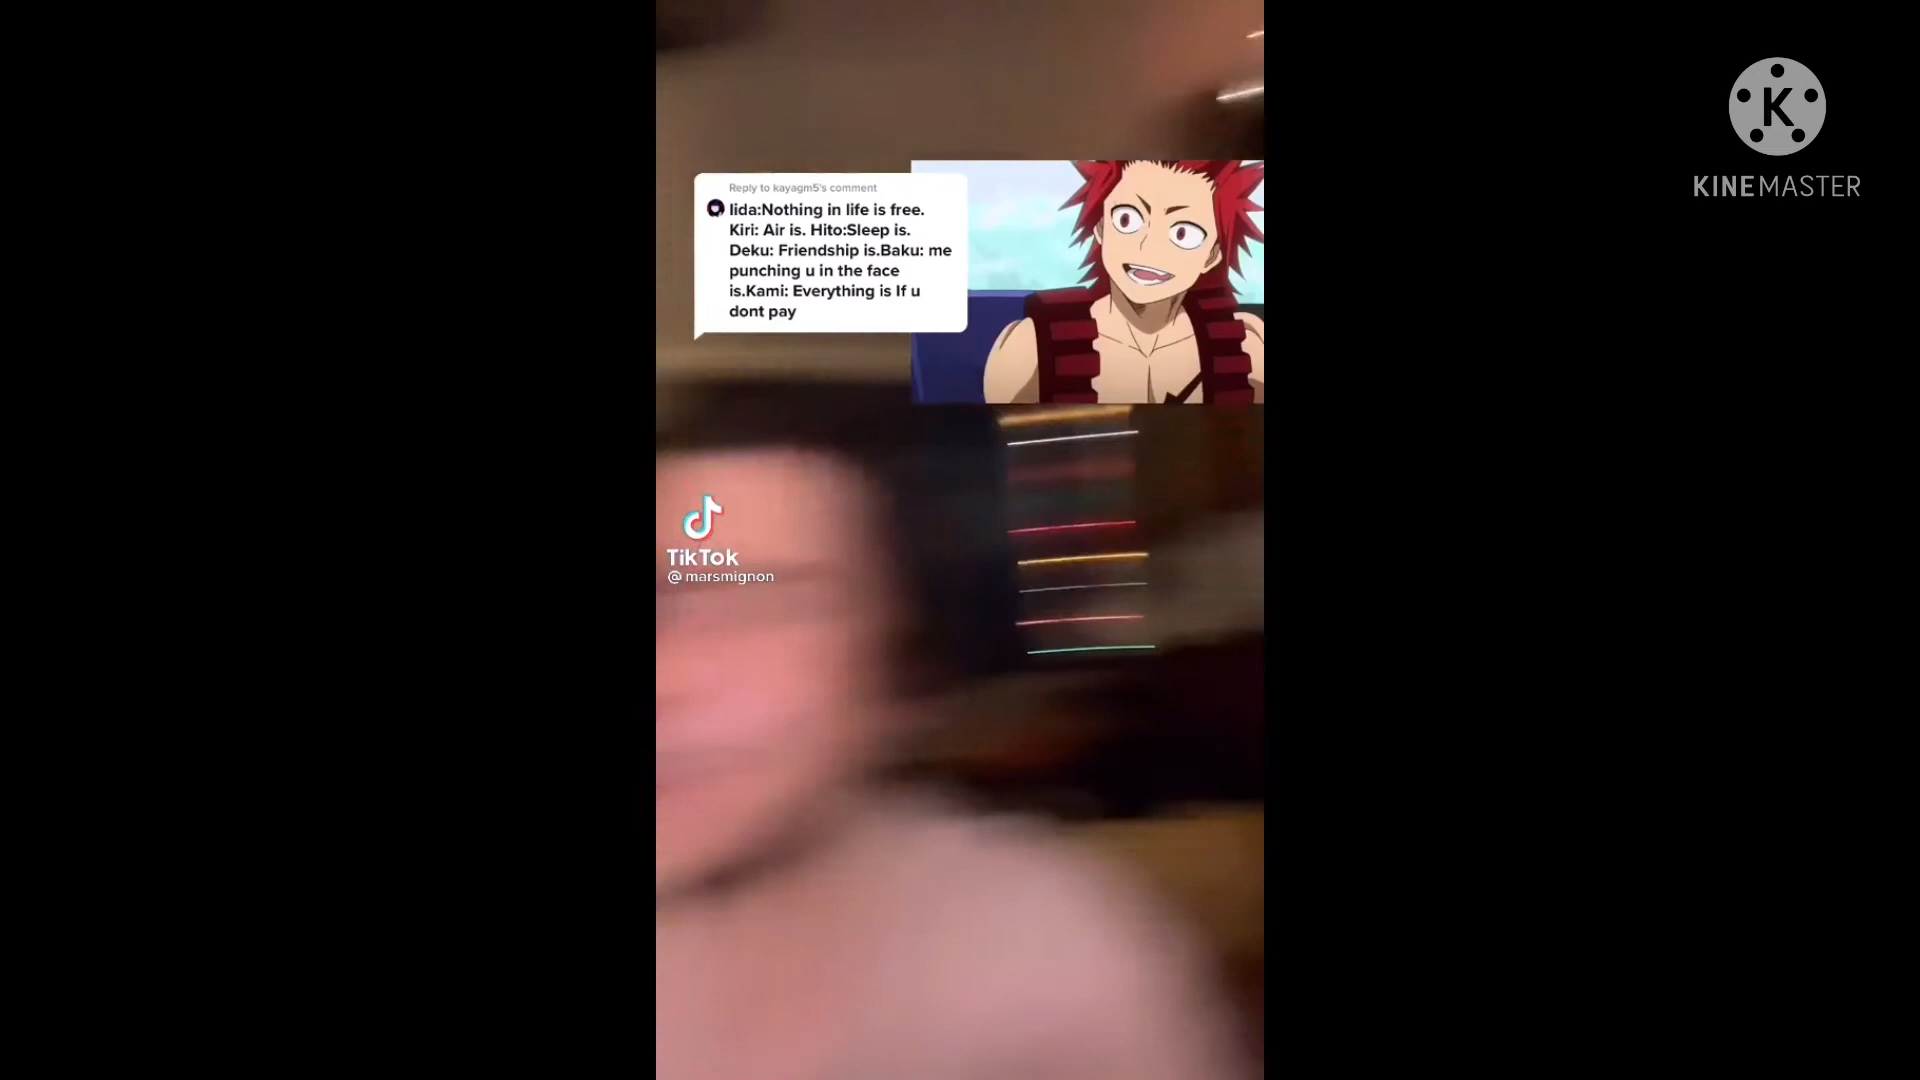 Reply to kayagm5's comment
Iida:Nothing in life is free.
Kiri: Air is. Hito:Sleep is.
Deku: Friendship is.Baku: me
punching u in the face
is.Kami: Everything is If u
dont pay
TikTok
@ marsmignon
K
KINEMASTER